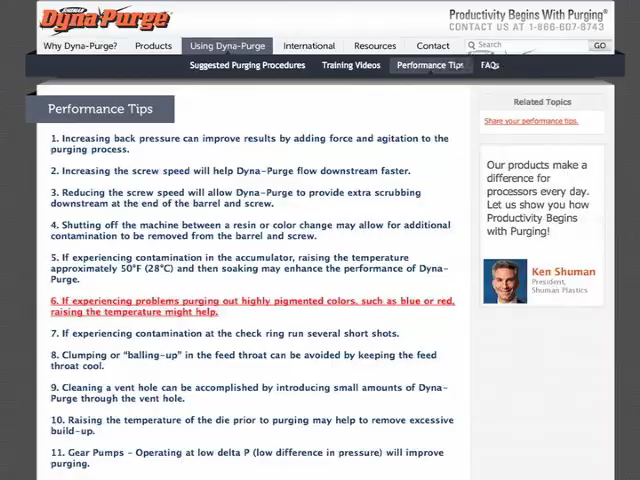 SHUMAN
Dyna-Purge
Productivity Begins With Purging®
CONTACT US AT 1-866-607-8743
Why Dyna-Purge? Products Using Dyna-Purge International Resources Contact Search GO
Suggested Purging Procedures Training Videos Performance Tips FAQs
Performance Tips
1. Increasing back pressure can improve results by adding force and agitation to the
purging process.
2. Increasing the screw speed will help Dyna-Purge flow downstream faster.
3. Reducing the screw speed will allow Dyna-Purge to provide extra scrubbing
downstream at the end of the barrel and screw.
4. Shutting off the machine between a resin or color change may allow for additional
contamination to be removed from the barrel and screw.
5. If experiencing contamination in the accumulator, raising the temperature
approximately 50°F (28°C) and then soaking may enhance the performance of Dyna-
Purge.
6. If experiencing problems purging out highly pigmented colors, such as blue or red,
raising the temperature might help.
7. If experiencing contamination at the check ring run several short shots.
8. Clumping or “balling-up” in the feed throat can be avoided by keeping the feed
throat cool.
9. Cleaning a vent hole can be accomplished by introducing small amounts of Dyna-
Purge through the vent hole.
10. Raising the temperature of the die prior to purging may help to remove excessive
build-up.
11. Gear Pumps - Operating at low delta P (low difference in pressure) will improve
purging.
Related Topics
Share your performance tips.
Our products make a
difference for
processors every day.
Let us show you how
Productivity Begins
with Purging!
Ken Shuman
President,
Shuman Plastics